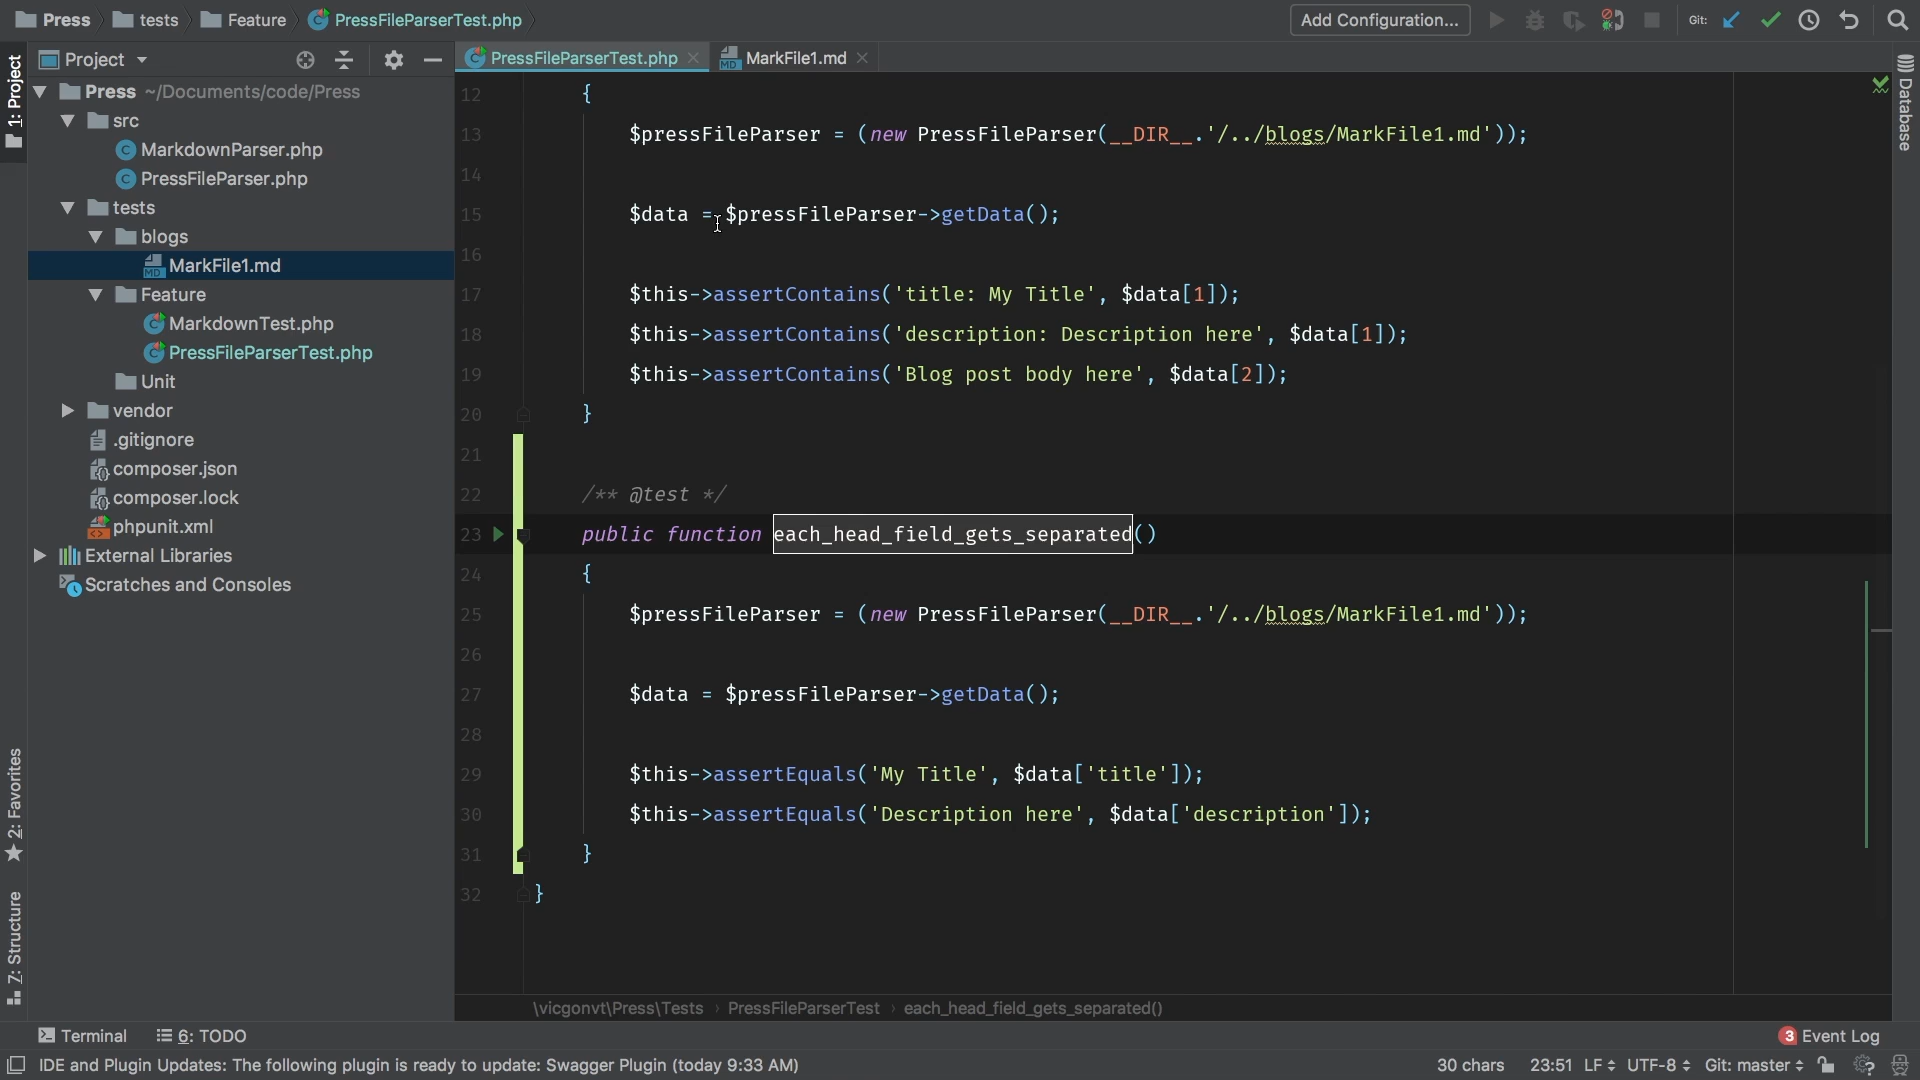 Press tests Feature PressFileParserTest.php Add Configuration... Git:
1: Project
Project
PressFileParserTest.php MarkFile1.md
Database
Press ~/Documents/code/Press
src
MarkdownParser.php
PressFileParser.php
tests
blogs
MarkFile1.md
Feature
MarkdownTest.php
PressFileParserTest.php
Unit
vendor
.gitignore
composer.json
composer.lock
phpunit.xml
External Libraries
Scratches and Consoles
2: Favorites
Z: Structure
12 {
13 $pressFileParser = (new PressFileParser(__DIR__.'/../blogs/MarkFile1.md'));
14
15 $data = $pressFileParser->getData();
16
17 $this->assertContains('title: My Title', $data[1]);
18 $this->assertContains('description: Description here', $data[1]);
19 $this->assertContains('Blog post body here', $data[2]);
20 }
21
22 /** @test */
23 public function each_head_field_gets_separated()
24 {
25 $pressFileParser = (new PressFileParser(__DIR__.'/../blogs/MarkFile1.md'));
26
27 $data = $pressFileParser->getData();
28
29 $this->assertEquals('My Title', $data['title']);
30 $this->assertEquals('Description here', $data['description']);
31 }
32 }
\vicgonvt\Press\Tests › PressFileParserTest › each_head_field_gets_separated()
Terminal 6: TODO 3 Event Log
IDE and Plugin Updates: The following plugin is ready to update: Swagger Plugin (today 9:33 AM) 30 chars 23:51 LF UTF-8 Git: master